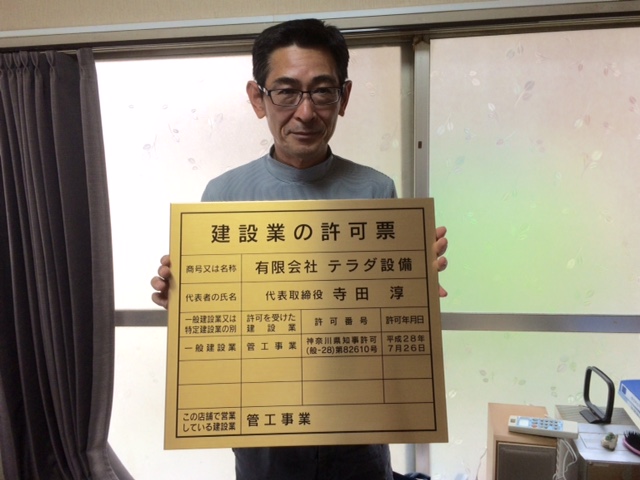 建設業の許可票
商号又は名称 有限会社 テラダ設備
代表者の氏名 代表取締役 寺田 淳
一般建設業又は 許可を受けた 許可番号 許可年月日
特定建設業の別 建設業
一般建設業 管工事業 神奈川県知事許可 平成28年
(般-28)第82610号 7月26日
この店舗で営業 管工事業
している建設業